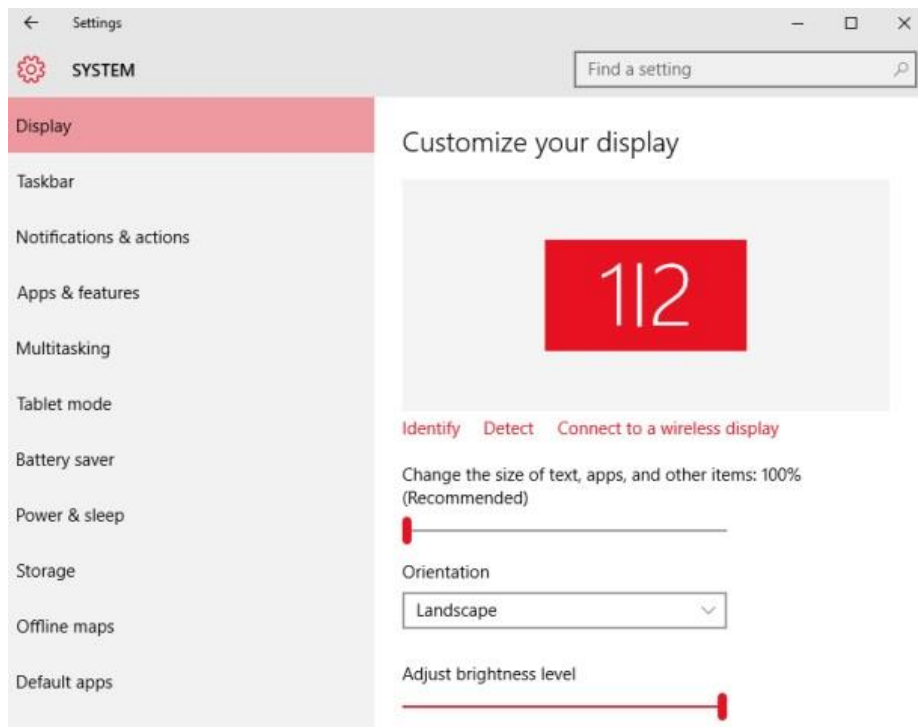 Settings
SYSTEM
Find a setting
Display
Taskbar
Notifications & actions
Apps & features
Multitasking
Tablet mode
Battery saver
Power & sleep
Storage
Offline maps
Default apps
Customize your display
1|2
Identify Detect Connect to a wireless display
Change the size of text, apps, and other items: 100%
(Recommended)
Orientation
Landscape
Adjust brightness level